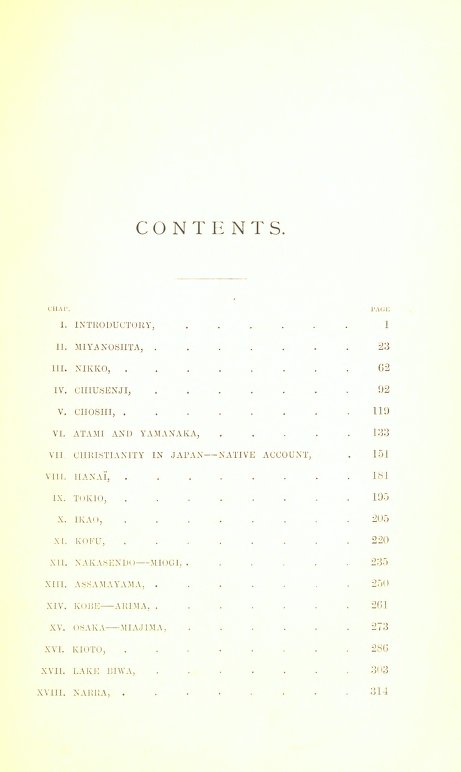 CONTENTS.
CHAP. PAGE
I. INTRODUCTORY, . . . . . . 1
II. MIYANOSHTA, . . . . . . . 23
III. NIKKO, . . . . . . . . 62
IV. CHIUSENJI, . . . . . . . 92
V. CHOSHI, . . . . . . . . 119
VI. ATAMI AND YAMANAKA, . . . . . 133
VII. CHRISTIANITY IN JAPAN—NATIVE ACCOUNT, . 151
VIII. HANAÏ, . . . . . . . . 181
IX. TOKIO, . . . . . . . . 195
X. IKAO, . . . . . . . . 205
XI. KOFU, . . . . . . . . 220
XII. NAKASENDO—MIOGI, . . . . . . 235
XIII. ASSAMAYAMA, . . . . . . . 250
XIV. KOBE—ARIMA, . . . . . . . 261
XV. OSAKA—MIAJIMA, . . . . . . 273
XVI. KIOTO, . . . . . . . . 286
XVII. LAKE BIWA, . . . . . . . 303
XVIII. NARRA, . . . . . . . . 314